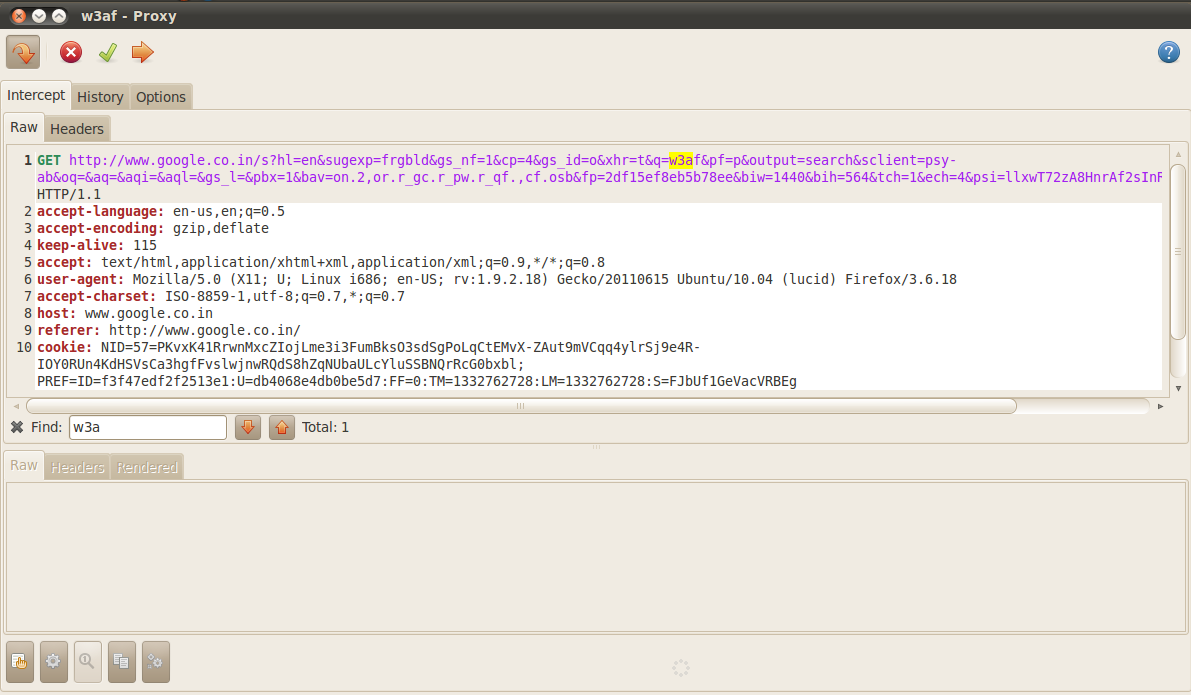 w3af - Proxy
Intercept History Options
Raw Headers
1 GET http://www.google.co.in/s?hl=en&sugexp=frgbld&gs_nf=1&cp=4&gs_id=o&xhr=t&q=w3af&pf=p&output=search&sclient=psy-
ab&oq=&aq=&aqi=&aql=&gs_l=&pbx=1&bav=on.2,or.r_gc.r_pw.r_qf.,cf.osb&fp=2df15ef8eb5b78ee&biw=1440&bih=564&tch=1&ech=4&psi=llxwT72zA8HnrAf2sInF
HTTP/1.1
2 accept-language: en-us,en;q=0.5
3 accept-encoding: gzip,deflate
4 keep-alive: 115
5 accept: text/html,application/xhtml+xml,application/xml;q=0.9,*/*;q=0.8
6 user-agent: Mozilla/5.0 (X11; U; Linux i686; en-US; rv:1.9.2.18) Gecko/20110615 Ubuntu/10.04 (lucid) Firefox/3.6.18
7 accept-charset: ISO-8859-1,utf-8;q=0.7,*;q=0.7
8 host: www.google.co.in
9 referer: http://www.google.co.in/
10 cookie: NID=57=PKvxK41RrwnMxcZIojLme3i3FumBksO3sdSgPoLqCtEMvX-ZAut9mVCqq4ylrSj9e4R-
IOY0RUn4KdHSVsCa3hgfFvslwjnwRQdS8hZqNUbaULcYluSSBNQrRcG0bxbl;
PREF=ID=f3f47edf2f2513e1:U=db4068e4db0be5d7:FF=0:TM=1332762728:LM=1332762728:S=FJbUf1GeVacVRBEg
Find: w3a Total: 1
Raw Headers Rendered